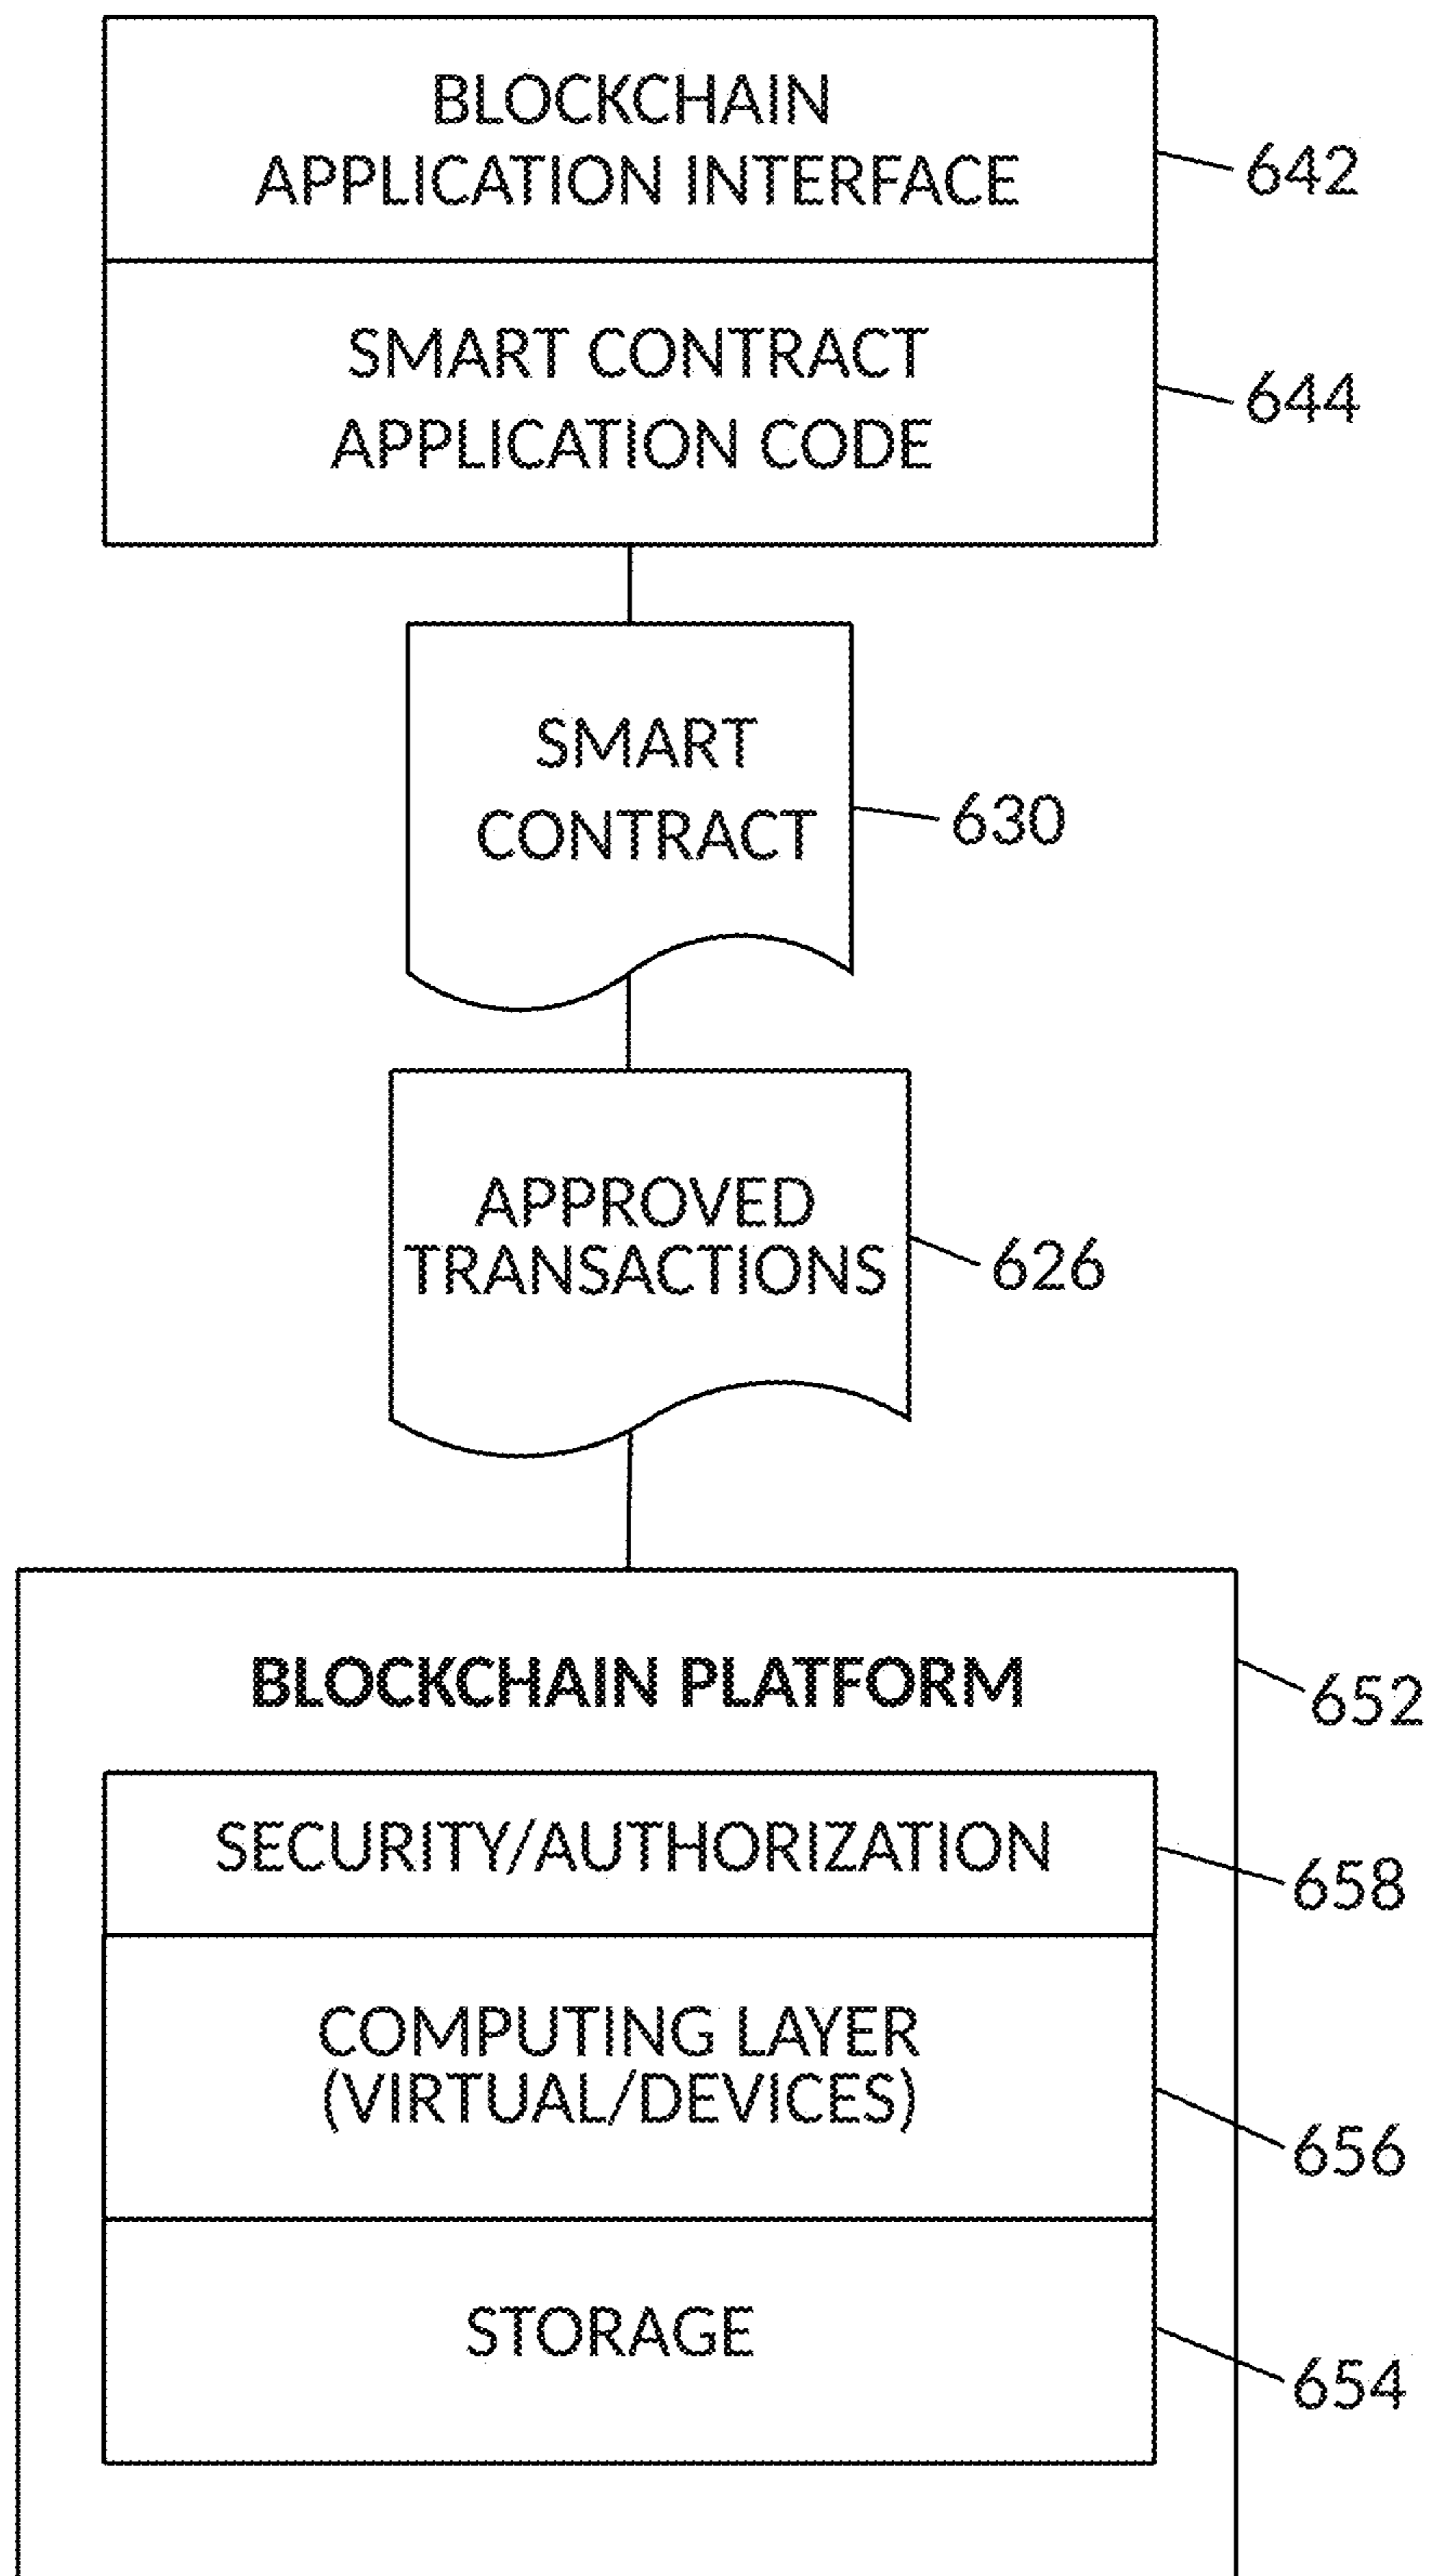 BLOCKCHAIN
APPLICATION INTERFACE
642
SMART CONTRACT
APPLICATION CODE
644
SMART
CONTRACT
630
APPROVED
TRANSACTIONS
626
BLOCKCHAIN PLATFORM
652
SECURITY/AUTHORIZATION
658
COMPUTING LAYER
(VIRTUAL/DEVICES)
656
STORAGE
654